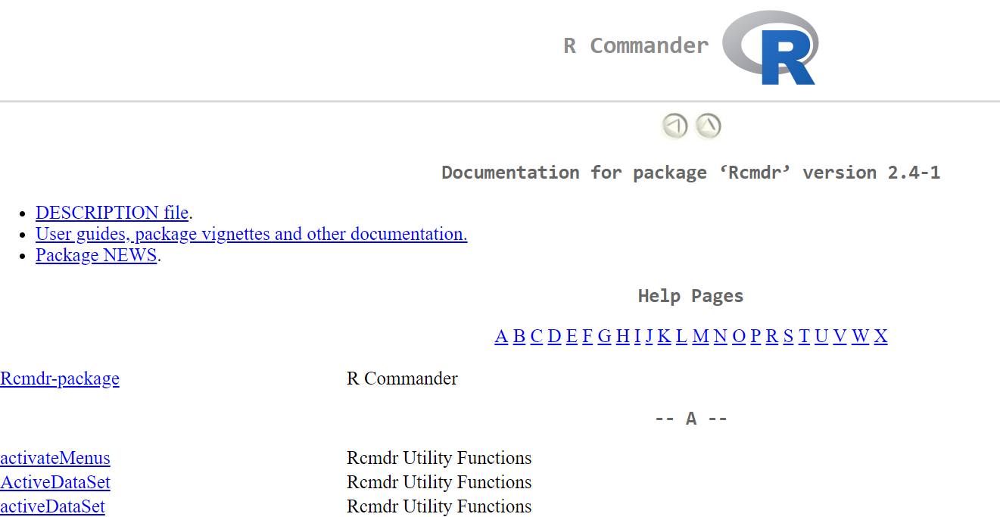 R Commander R
Documentation for package ‘Rcmdr’ version 2.4-1
DESCRIPTION file.
User guides, package vignettes and other documentation.
Package NEWS.
Help Pages
A B C D E F G H I J K L M N O P R S T U V W X
Rcmdr-package R Commander
-- A --
activateMenus Rcmdr Utility Functions
ActiveDataSet Rcmdr Utility Functions
activeDataSet Rcmdr Utility Functions